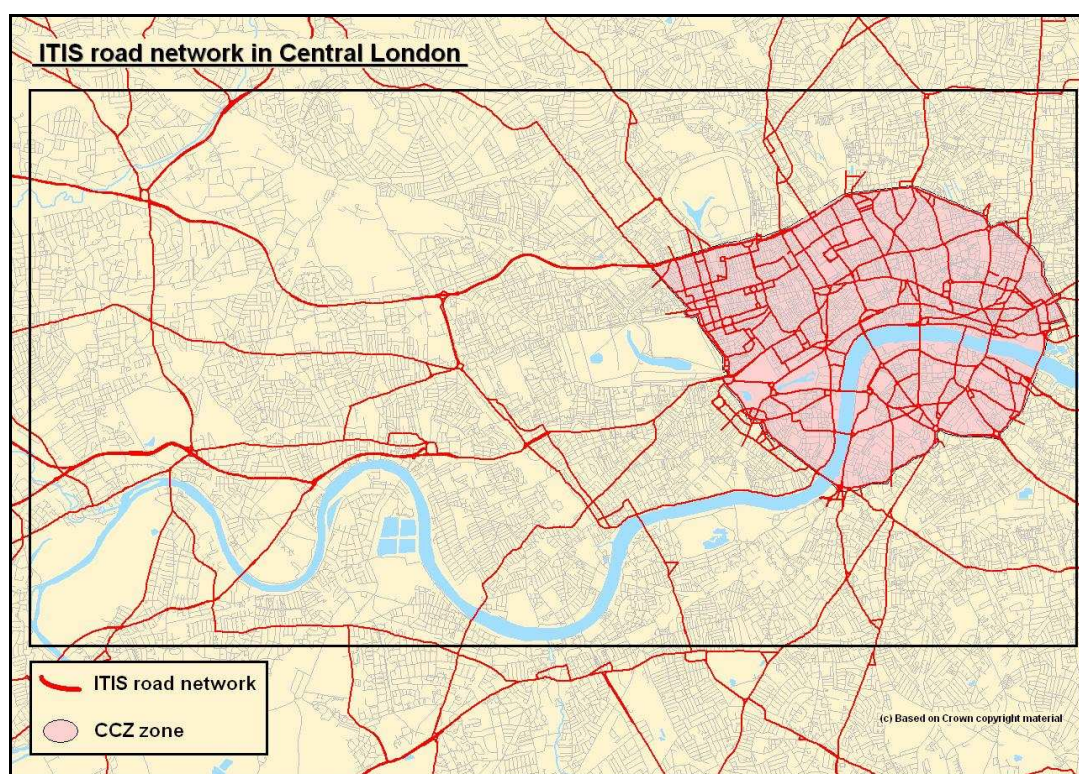 ITIS road network in Central London
ITIS road network
CCZ zone
(c) Based on Crown copyright material